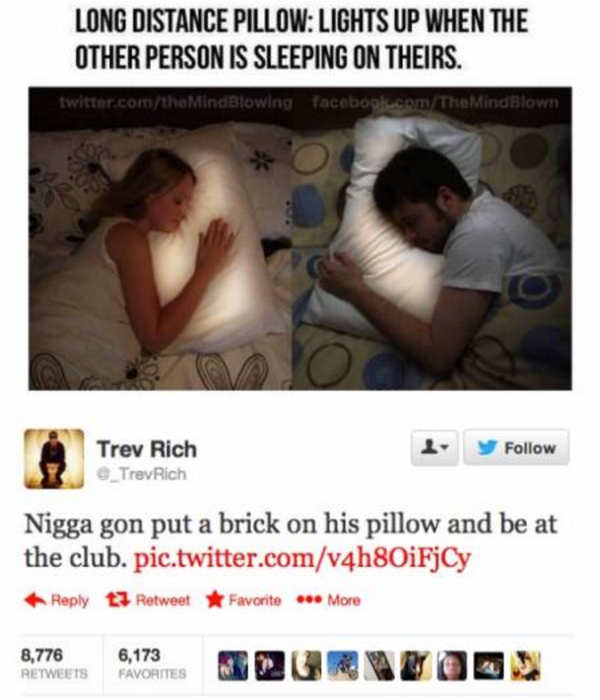 LONG DISTANCE PILLOW: LIGHTS UP WHEN THE
OTHER PERSON IS SLEEPING ON THEIRS.
twitter.com/theMindBlowing facebook.com/TheMindBlown
Trev Rich
@_TrevRich
Follow
Nigga gon put a brick on his pillow and be at
the club. pic.twitter.com/v4h8OiFjCy
Reply Retweet Favorite More
8,776 6,173
RETWEETS FAVORITES